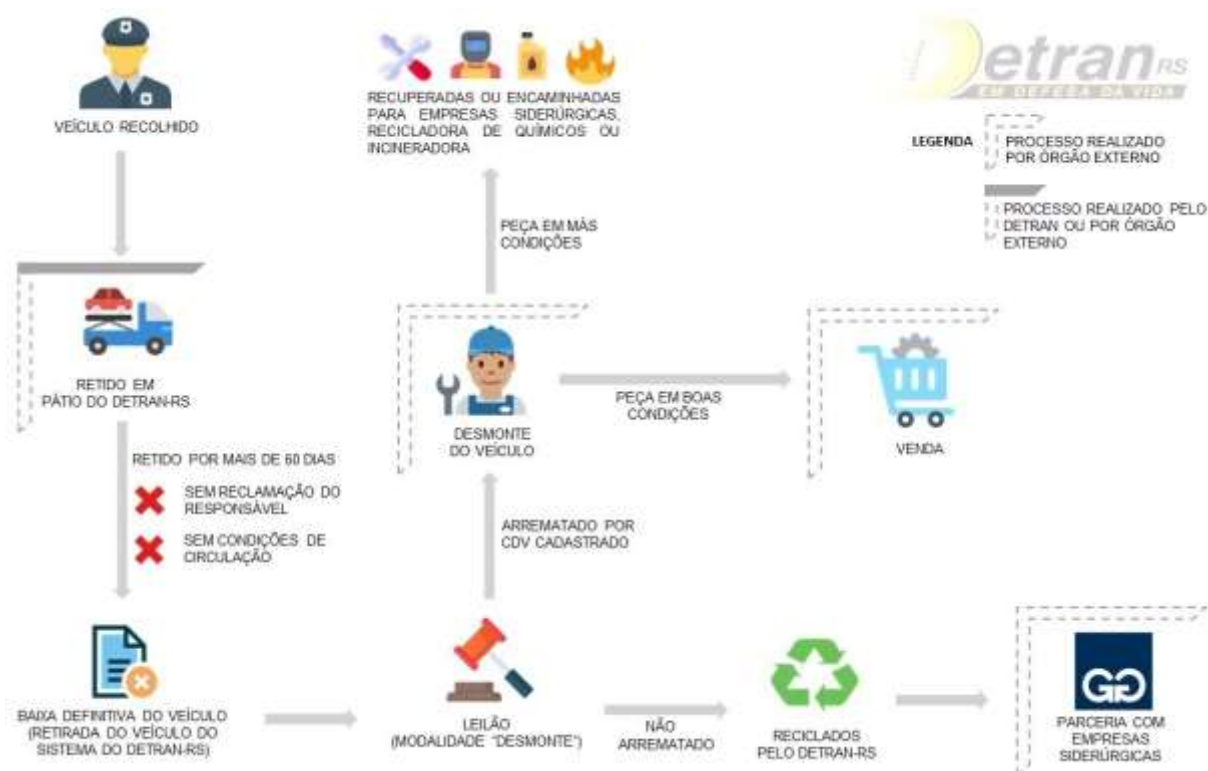 VEÍCULO RECOLHIDO
RECUPERADAS OU ENCAMINHADAS
PARA EMPRESAS SIDERÚRGICAS,
RECICLADORA DE QUÍMICOS OU
INCINERADORA
Detran RS
EM DEFESA DA VIDA
LEGENDA
PROCESSO REALIZADO
POR ÓRGÃO EXTERNO
PROCESSO REALIZADO PELO
DETRAN OU POR ÓRGÃO
EXTERNO
PEÇA EM MÁS
CONDIÇÕES
RETIDO EM
PÁTIO DO DETRAN-RS
DESMONTE
DO VEÍCULO
PEÇA EM BOAS
CONDIÇÕES
VENDA
RETIDO POR MAIS DE 60 DIAS
SEM RECLAMAÇÃO DO
RESPONSÁVEL
SEM CONDIÇÕES DE
CIRCULAÇÃO
ARREMATADO POR
CDV CADASTRADO
BAIXA DEFINITIVA DO VEÍCULO
(RETIRADA DO VEÍCULO DO
SISTEMA DO DETRAN-RS)
LEILÃO
(MODALIDADE “DESMONTE”)
NÃO
ARREMATADO
RECICLADOS
PELO DETRAN-RS
GG
PARCERIA COM
EMPRESAS
SIDERÚRGICAS